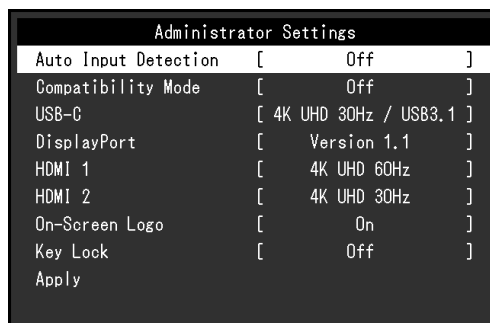 Administrator Settings
Auto Input Detection [ Off ]
Compatibility Mode [ Off ]
USB-C [ 4K UHD 30Hz / USB3.1 ]
DisplayPort [ Version 1.1 ]
HDMI 1 [ 4K UHD 60Hz ]
HDMI 2 [ 4K UHD 30Hz ]
On-Screen Logo [ On ]
Key Lock [ Off ]
Apply